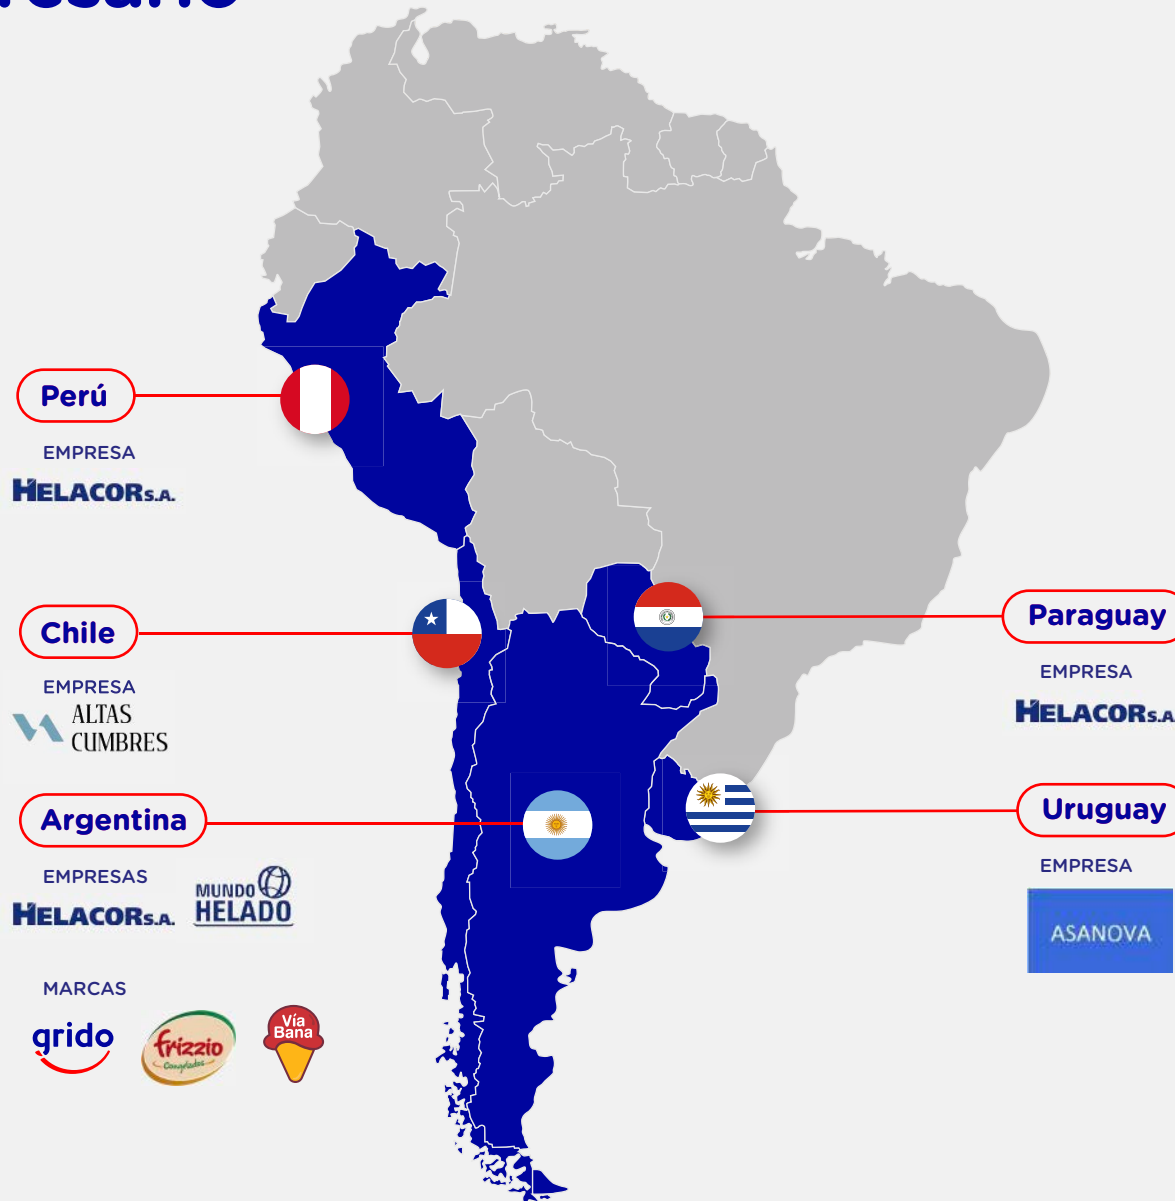 Perú
EMPRESA
HELACOR S.A.
Chile
EMPRESA
ALTAS
CUMBRES
Argentina
EMPRESAS
HELACOR S.A.
MUNDO
HELADO
MARCAS
grido
frizzio
Congelados
Vía
Bana
Paraguay
EMPRESA
HELACOR S.A.
Uruguay
EMPRESA
ASANOVA